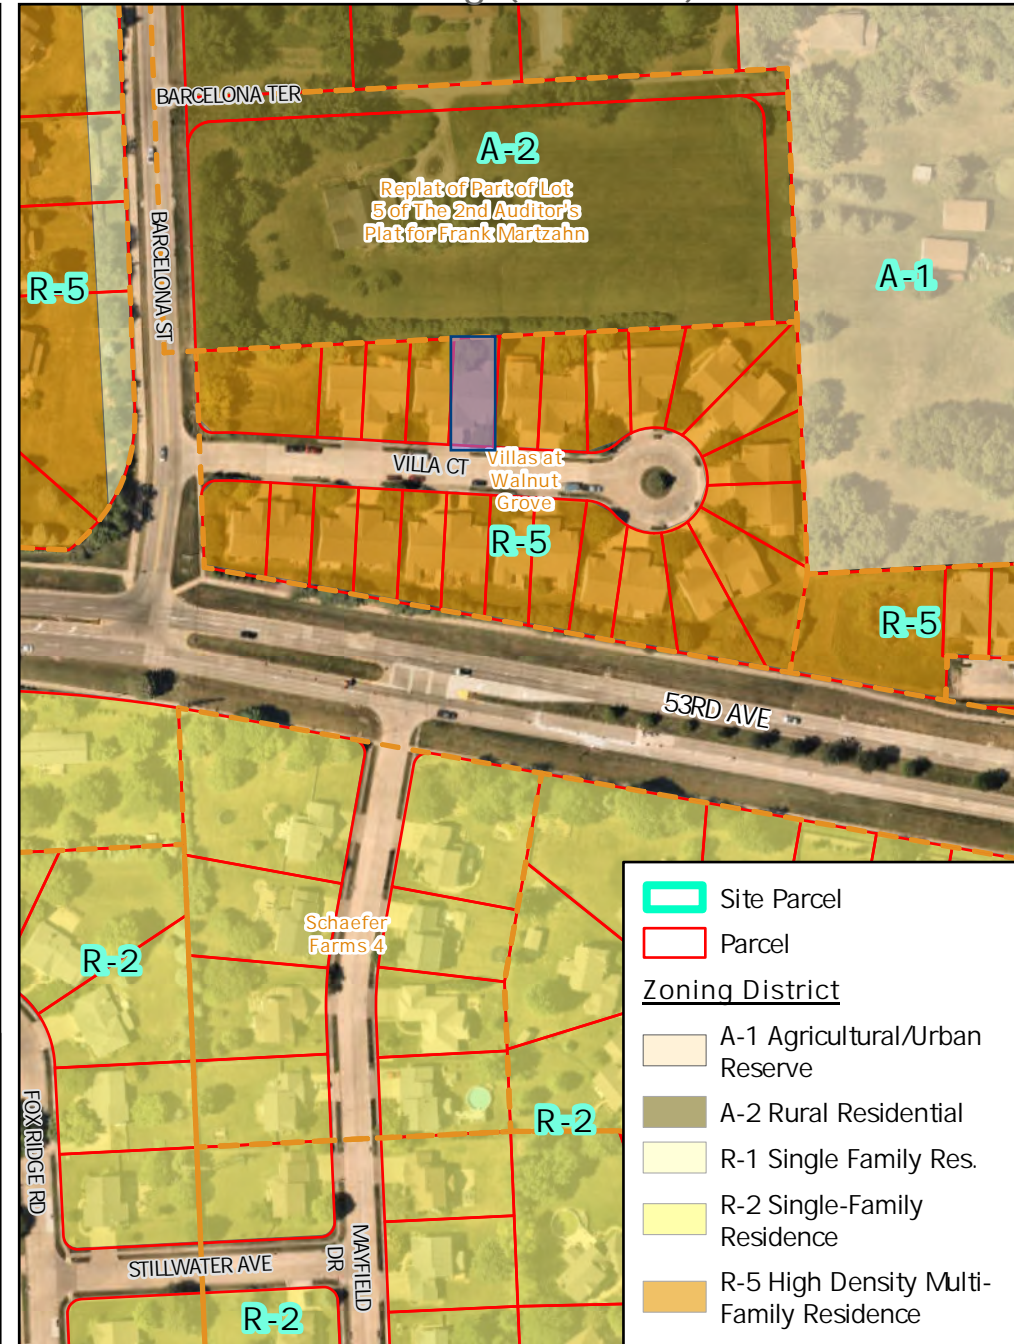 BARCELONA TER
A-2
Replat of Part of Lot
5 of The 2nd Auditor's
Plat for Frank Martzahn
BARCELONA ST
R-5
A-1
VILLA CT
Villas at
Walnut
Grove
R-5
R-5
53RD AVE
Schaefer
Farms 4
R-2
FOX RIDGE RD
R-2
STILLWATER AVE
MAYFIELD
DR
R-2
Site Parcel
Parcel
Zoning District
A-1 Agricultural/Urban
Reserve
A-2 Rural Residential
R-1 Single Family Res.
R-2 Single-Family
Residence
R-5 High Density Multi-
Family Residence